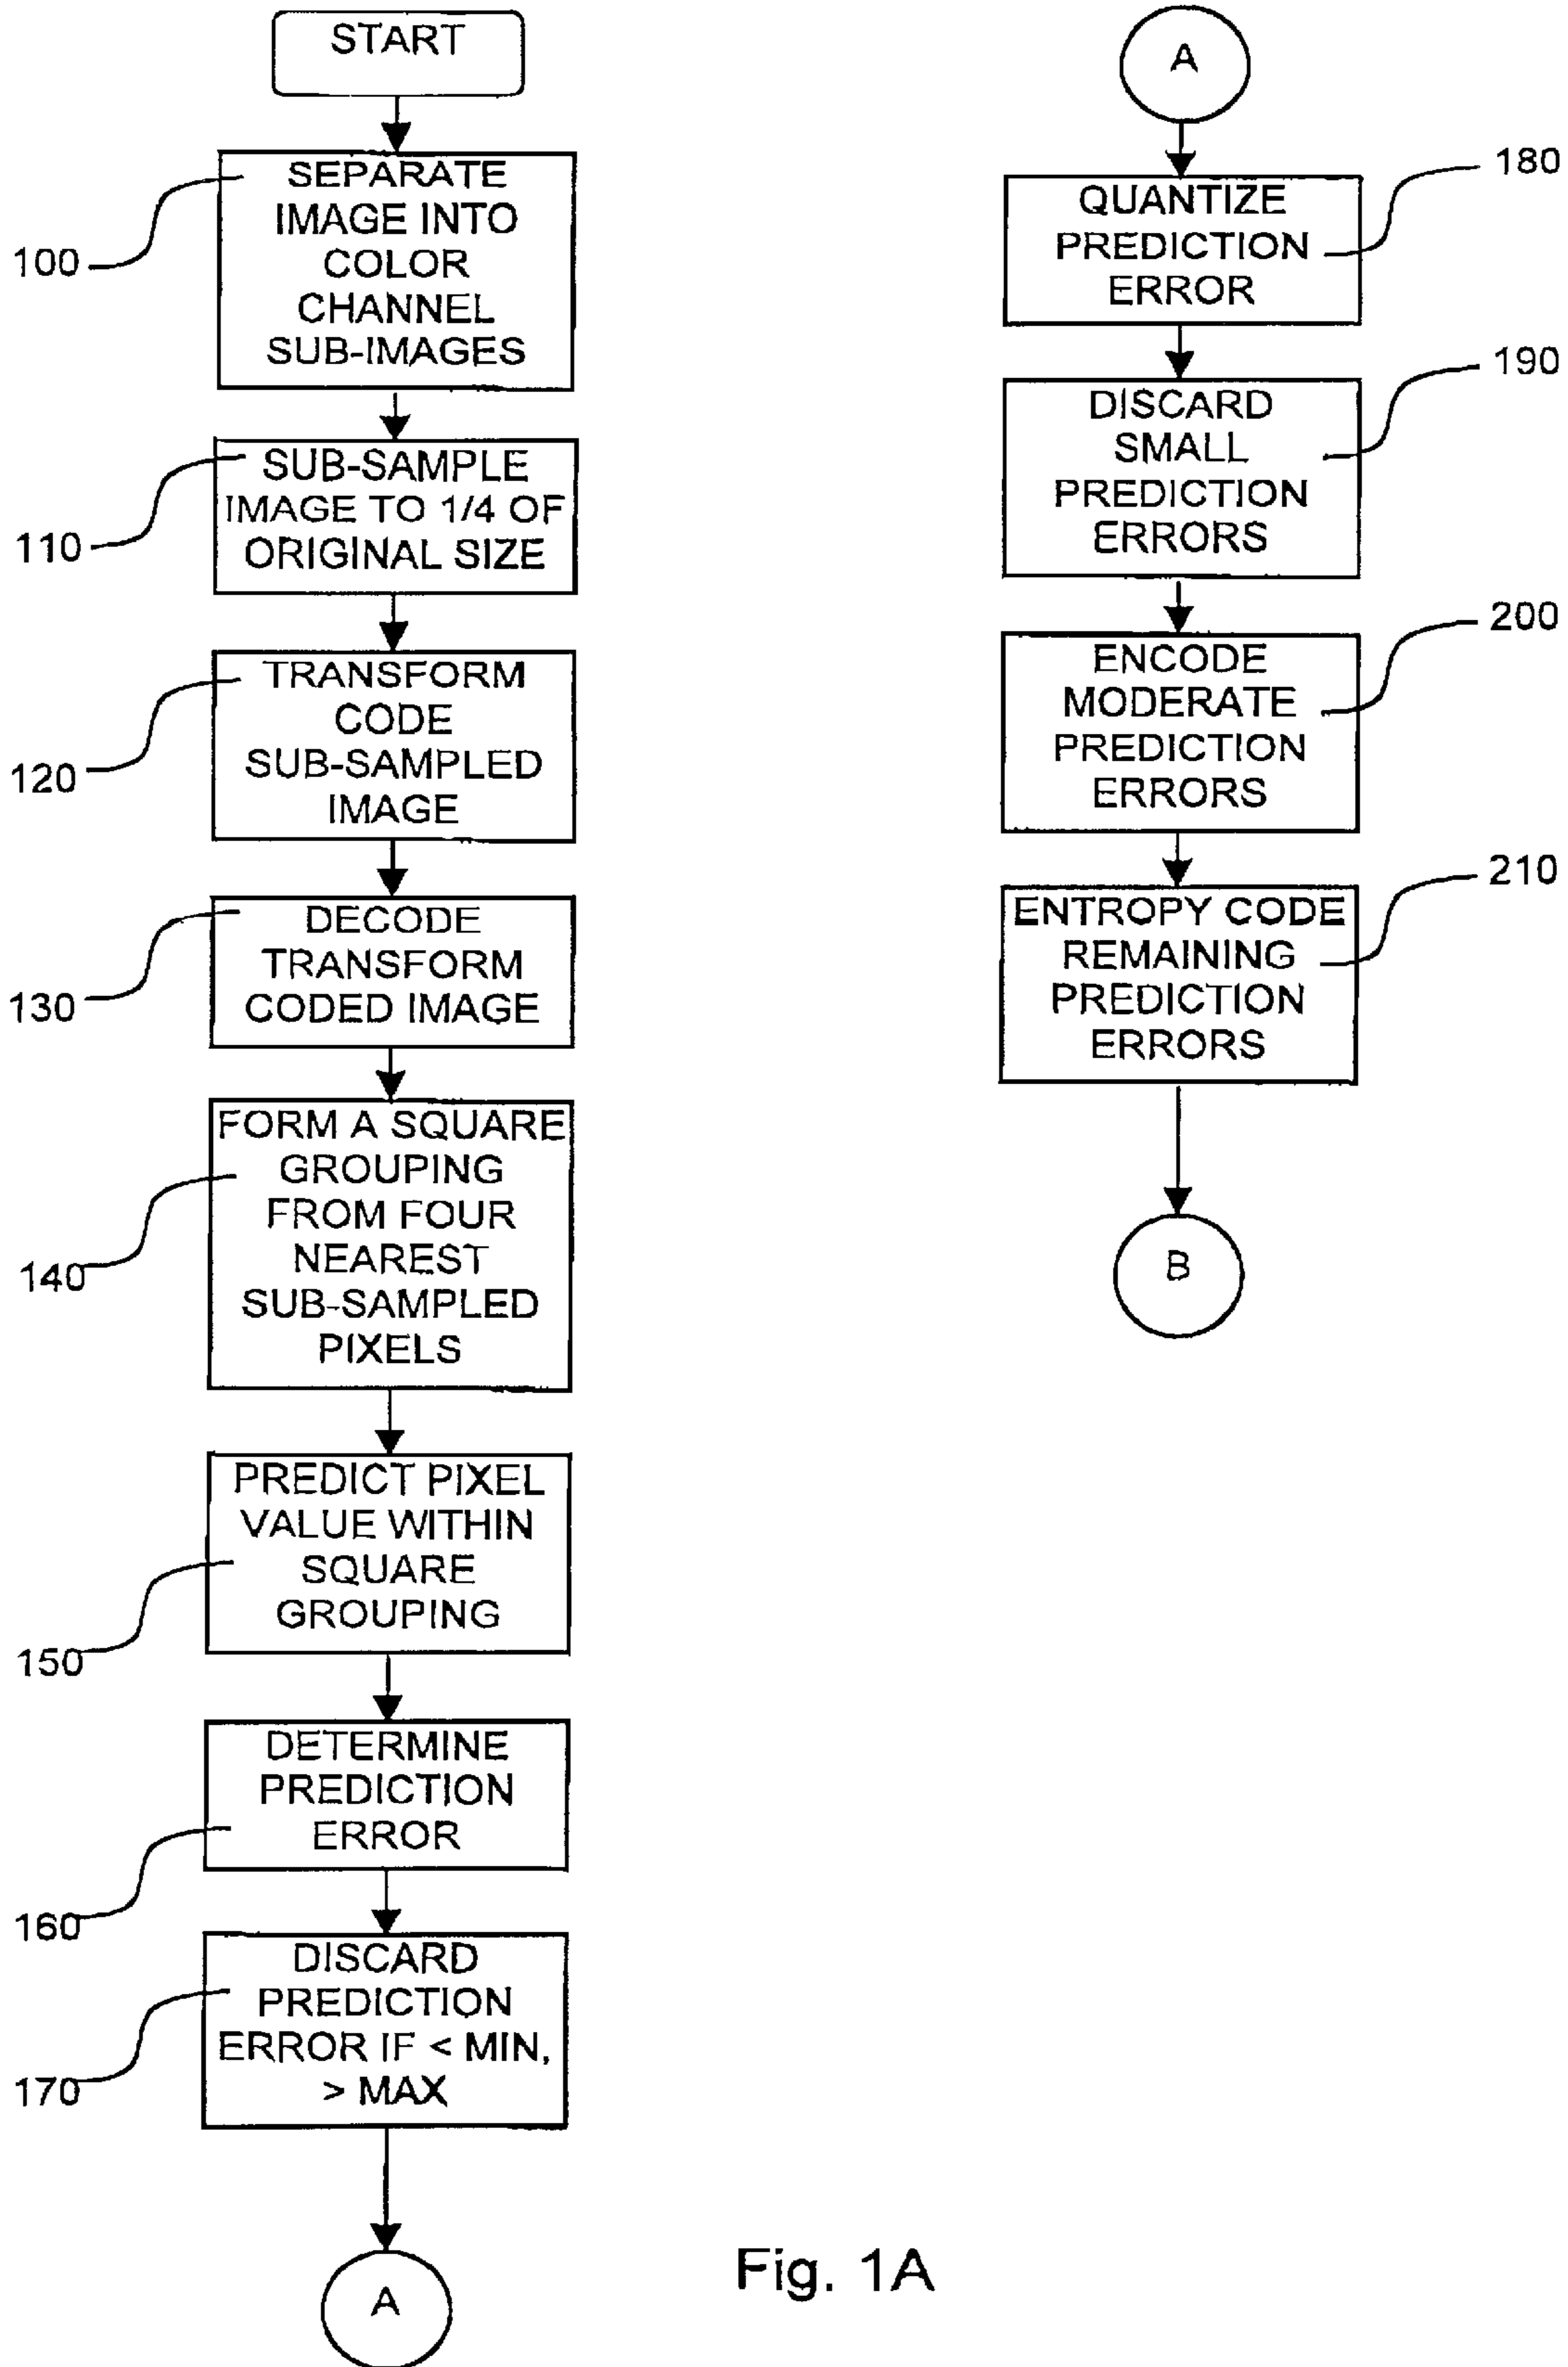 START
SEPARATE
IMAGE INTO
COLOR
CHANNEL
SUB-IMAGES
100
SUB-SAMPLE
IMAGE TO 1/4 OF
ORIGINAL SIZE
110
TRANSFORM
CODE
SUB-SAMPLED
IMAGE
120
DECODE
TRANSFORM
CODED IMAGE
130
FORM A SQUARE
GROUPING
FROM FOUR
NEAREST
SUB-SAMPLED
PIXELS
140
PREDICT PIXEL
VALUE WITHIN
SQUARE
GROUPING
150
DETERMINE
PREDICTION
ERROR
160
DISCARD
PREDICTION
ERROR IF < MIN,
> MAX
170
A
A
QUANTIZE
PREDICTION
ERROR
180
DISCARD
SMALL
PREDICTION
ERRORS
190
ENCODE
MODERATE
PREDICTION
ERRORS
200
ENTROPY CODE
REMAINING
PREDICTION
ERRORS
210
B
Fig. 1A